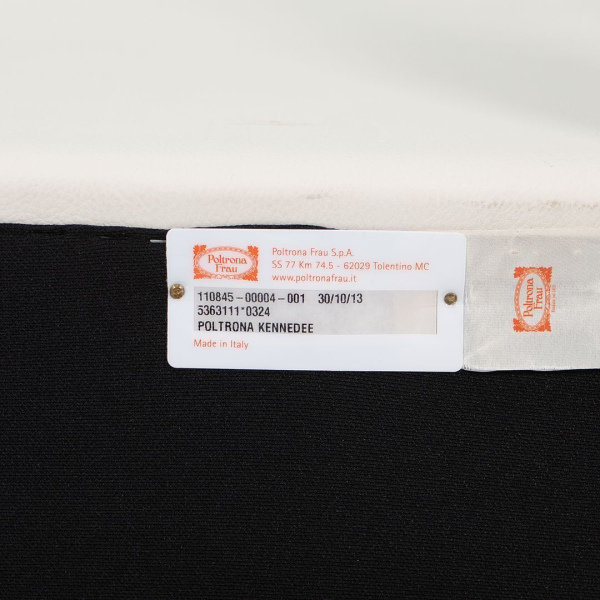 Poltrona
Frau
Poltrona Frau S.p.A.
SS 77 Km 74.5 - 62029 Tolentino MC
www.poltronafrau.it
110845-00004-001 30/10/13
5363111*0324
POLTRONA KENNEDEE
Made in Italy
Poltrona
Frau